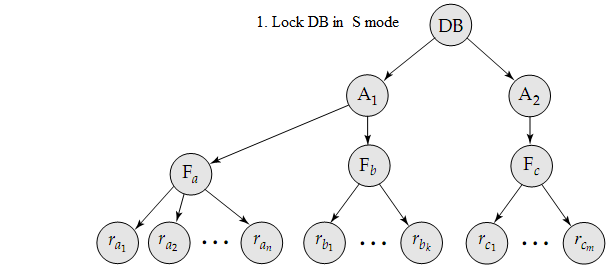 1. Lock DB in S mode DB
A1 A2
Fa Fb Fc
ra1 ra2 ... ran rb1 ... rbk rc1 ... rcm